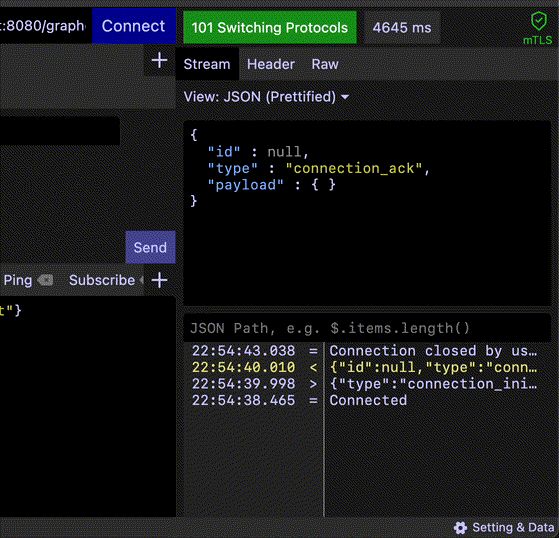 t:8080/graph Connect 101 Switching Protocols 4645 ms mTLS
Stream Header Raw
View: JSON (Prettified)
{
"id" : null,
"type" : "connection_ack",
"payload" : { }
}
Send
Ping Subscribe
t"}
JSON Path, e.g. $.items.length()
22:54:43.038 = Connection closed by us…
22:54:40.010 < {"id":null,"type":"conn…
22:54:39.998 > {"type":"connection_ini…
22:54:38.465 = Connected
Setting & Data